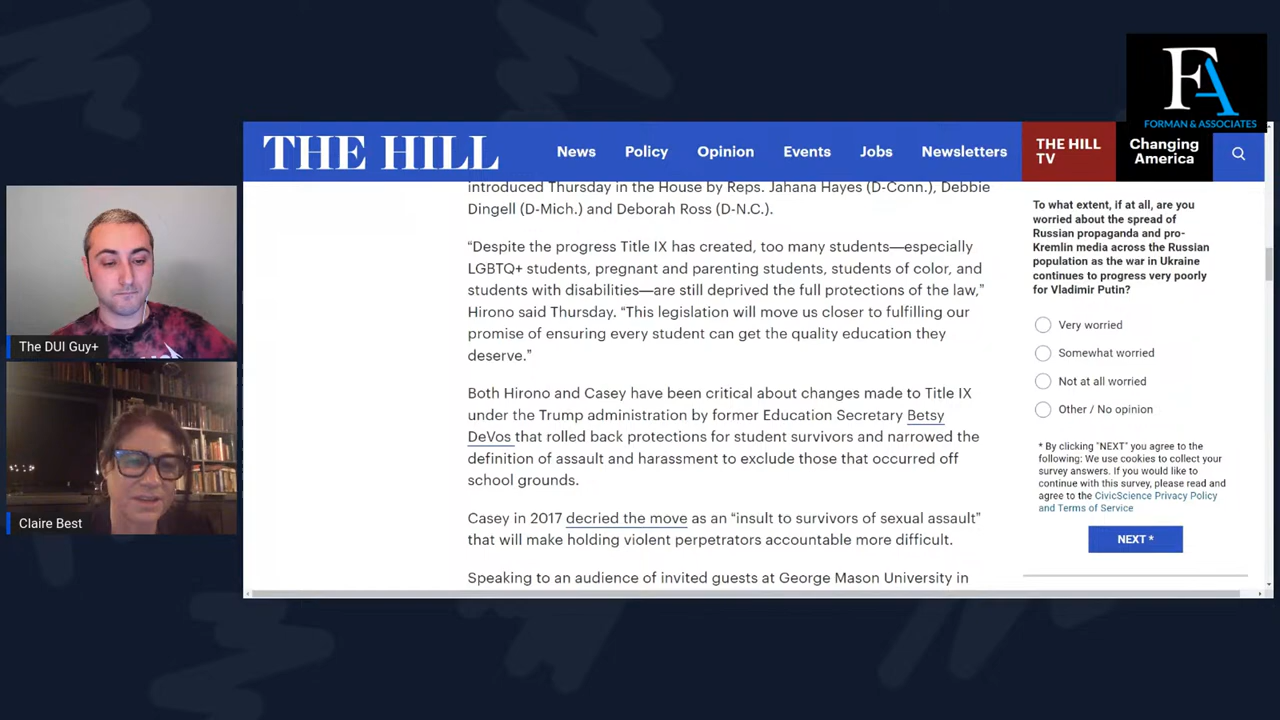 FA
FORMAN & ASSOCIATES
THE HILL
News
Policy
Opinion
Events
Jobs
Newsletters
THE HILL
TV
Changing
America
introduced Thursday in the House by Reps. Jahana Hayes (D-Conn.), Debbie
Dingell (D-Mich.) and Deborah Ross (D-N.C.).
“Despite the progress Title IX has created, too many students—especially
LGBTQ+ students, pregnant and parenting students, students of color, and
students with disabilities—are still deprived the full protections of the law,”
Hirono said Thursday. “This legislation will move us closer to fulfilling our
promise of ensuring every student can get the quality education they
deserve.”
Both Hirono and Casey have been critical about changes made to Title IX
under the Trump administration by former Education Secretary Betsy
DeVos that rolled back protections for student survivors and narrowed the
definition of assault and harassment to exclude those that occurred off
school grounds.
Casey in 2017 decried the move as an “insult to survivors of sexual assault”
that will make holding violent perpetrators accountable more difficult.
Speaking to an audience of invited guests at George Mason University in
To what extent, if at all, are you
worried about the spread of
Russian propaganda and pro-
Kremlin media across the Russian
population as the war in Ukraine
continues to progress very poorly
for Vladimir Putin?
Very worried
Somewhat worried
Not at all worried
Other / No opinion
* By clicking "NEXT" you agree to the
following: We use cookies to collect your
survey answers. If you would like to
continue with this survey, please read and
agree to the CivicScience Privacy Policy
and Terms of Service
NEXT *
The DUI Guy+
Claire Best